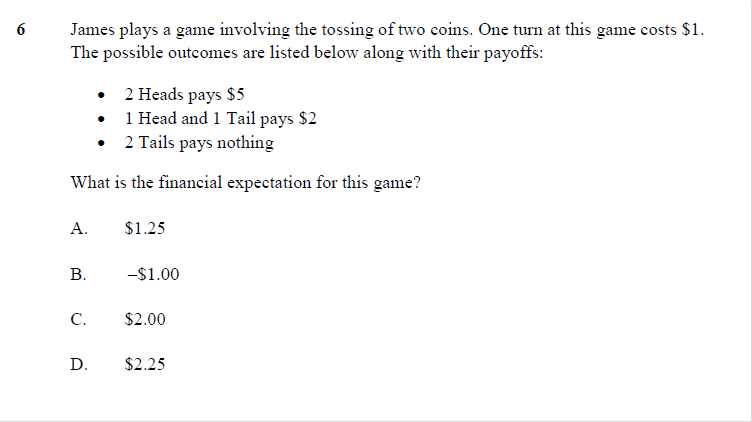 6 James plays a game involving the tossing of two coins. One turn at this game costs $1.
The possible outcomes are listed below along with their payoffs:
• 2 Heads pays $5
• 1 Head and 1 Tail pays $2
• 2 Tails pays nothing
What is the financial expectation for this game?
A. $1.25
B. –$1.00
C. $2.00
D. $2.25